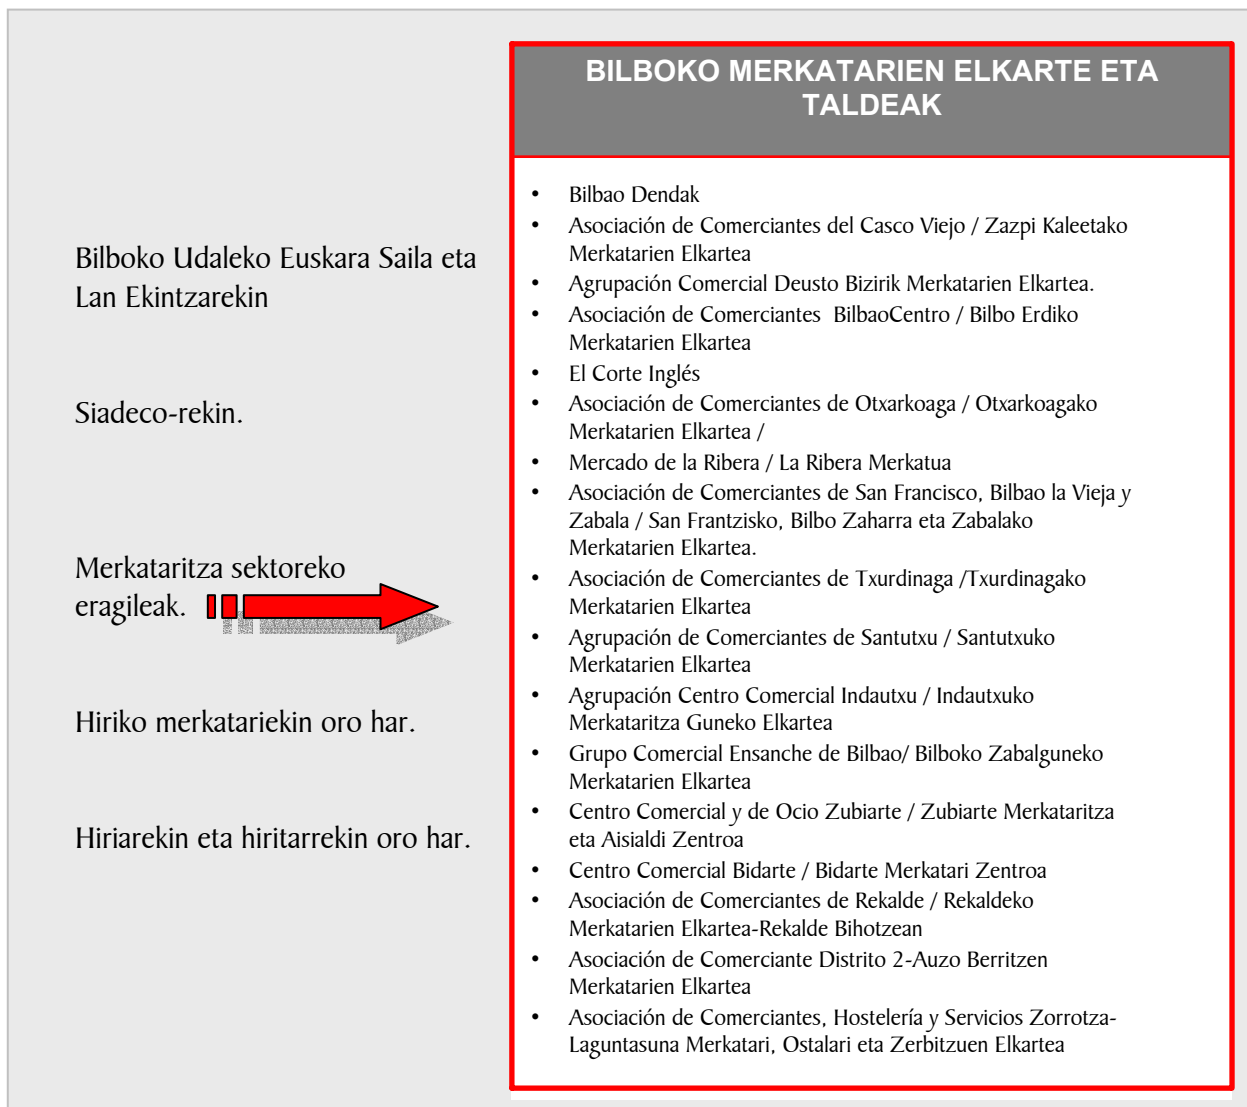 Bilboko Udaleko Euskara Saila eta
Lan Ekintzarekin
Siadeco-rekin.
Merkataritza sektoreko
eragileak.
Hiriko merkatariekin oro har.
Hiriarekin eta hiritarrekin oro har.
BILBOKO MERKATARIEN ELKARTE ETA
TALDEAK
• Bilbao Dendak
• Asociación de Comerciantes del Casco Viejo / Zazpi Kaleetako
Merkatarien Elkartea
• Agrupación Comercial Deusto Bizirik Merkatarien Elkartea.
• Asociación de Comerciantes  BilbaoCentro / Bilbo Erdiko
Merkatarien Elkartea
• El Corte Inglés
• Asociación de Comerciantes de Otxarkoaga / Otxarkoagako
Merkatarien Elkartea /
• Mercado de la Ribera / La Ribera Merkatua
• Asociación de Comerciantes de San Francisco, Bilbao la Vieja y
Zabala / San Frantzisko, Bilbo Zaharra eta Zabalako
Merkatarien Elkartea.
• Asociación de Comerciantes de Txurdinaga /Txurdinagako
Merkatarien Elkartea
• Agrupación de Comerciantes de Santutxu / Santutxuko
Merkatarien Elkartea
• Agrupación Centro Comercial Indautxu / Indautxuko
Merkataritza Guneko Elkartea
• Grupo Comercial Ensanche de Bilbao/ Bilboko Zabalguneko
Merkatarien Elkartea
• Centro Comercial y de Ocio Zubiarte / Zubiarte Merkataritza
eta Aisialdi Zentroa
• Centro Comercial Bidarte / Bidarte Merkatari Zentroa
• Asociación de Comerciantes de Rekalde / Rekaldeko
Merkatarien Elkartea-Rekalde Bihotzean
• Asociación de Comerciante Distrito 2-Auzo Berritzen
Merkatarien Elkartea
• Asociación de Comerciantes, Hostelería y Servicios Zorrotza-
Laguntasuna Merkatari, Ostalari eta Zerbitzuen Elkartea